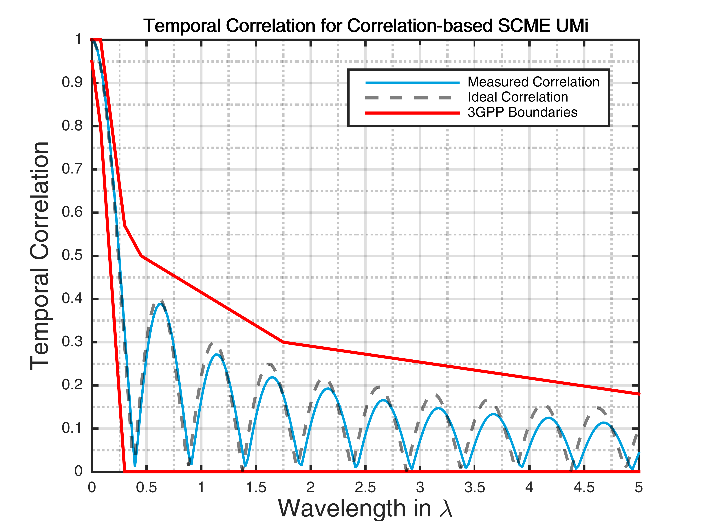 Temporal Correlation for Correlation-based SCME UMi
1
0.9
0.8
0.7
0.6
0.5
0.4
0.3
0.2
0.1
0
Temporal Correlation
Measured Correlation
Ideal Correlation
3GPP Boundaries
0 0.5 1 1.5 2 2.5 3 3.5 4 4.5 5
Wavelength in λ